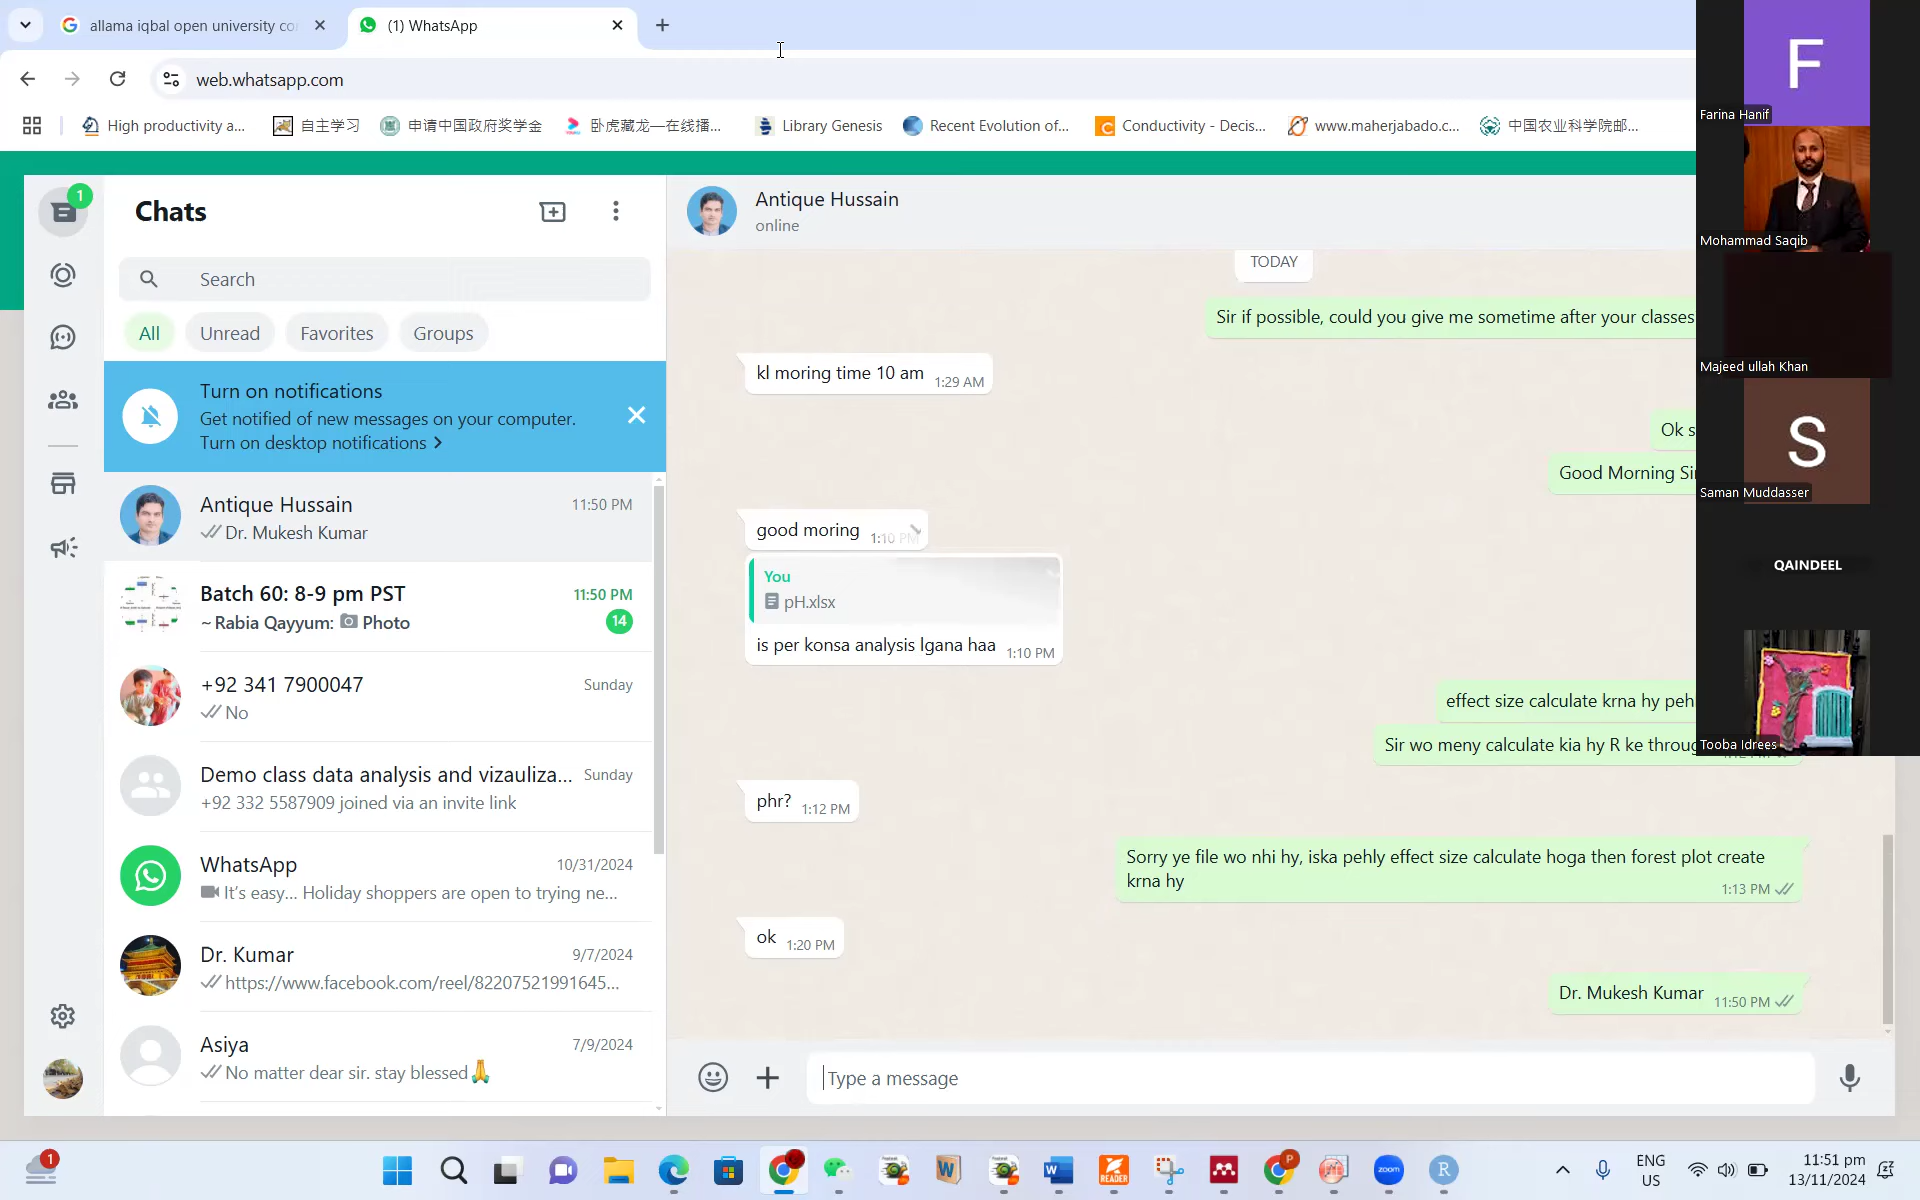 allama iqbal open university co
(1) WhatsApp
web.whatsapp.com
High productivity a...
自主学习
申请中国政府奖学金
卧虎藏龙—在线播...
Library Genesis
Recent Evolution of...
Conductivity - Decis...
www.maherjabado.c...
中国农业科学院邮...
1
Chats
Search
All
Unread
Favorites
Groups
Turn on notifications
Get notified of new messages on your computer.
Turn on desktop notifications
Antique Hussain
11:50 PM
Dr. Mukesh Kumar
Batch 60: 8-9 pm PST
11:50 PM
~ Rabia Qayyum: Photo
14
+92 341 7900047
Sunday
No
Demo class data analysis and vizauliza...
Sunday
+92 332 5587909 joined via an invite link
WhatsApp
10/31/2024
It's easy... Holiday shoppers are open to trying ne...
Dr. Kumar
9/7/2024
https://www.facebook.com/reel/82207521991645...
Asiya
7/9/2024
No matter dear sir. stay blessed
Antique Hussain
online
TODAY
Sir if possible, could you give me sometime after your classes
kl moring time 10 am 1:29 AM
Ok s
Good Morning Si
good moring 1:10 PM
You
pH.xlsx
is per konsa analysis lgana haa 1:10 PM
effect size calculate krna hy peh
Sir wo meny calculate kia hy R ke throug
phr? 1:12 PM
Sorry ye file wo nhi hy, iska pehly effect size calculate hoga then forest plot create
krna hy
1:13 PM
ok 1:20 PM
Dr. Mukesh Kumar 11:50 PM
Type a message
F
Farina Hanif
Mohammad Saqib
Majeed ullah Khan
S
Saman Muddasser
QAINDEEL
Tooba Idrees
1
W
W
READER
P
zoom
R
ENG
US
11:51 pm
13/11/2024